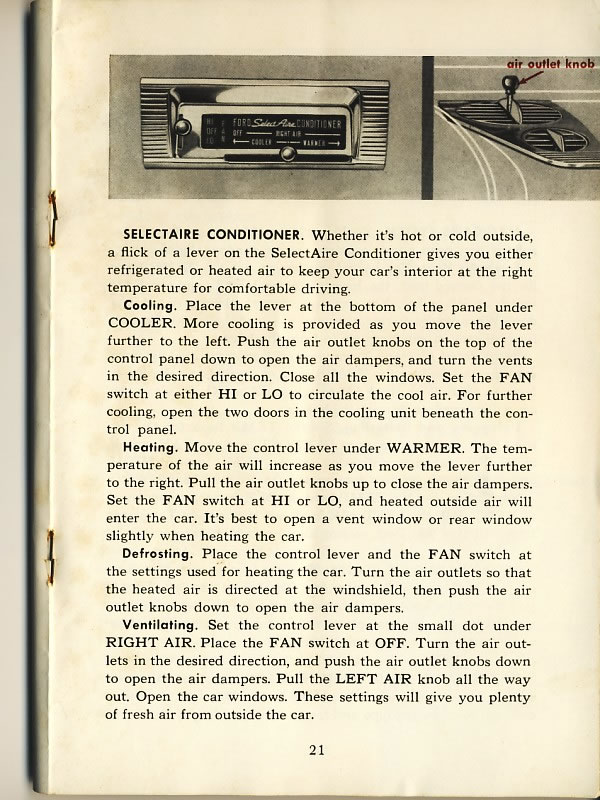 air outlet knob
HI
OFF
LO
FAN
FORD SelectAire CONDITIONER
OFF RIGHT AIR
COOLER WARMER
SELECTAIRE CONDITIONER. Whether it's hot or cold outside,
a flick of a lever on the SelectAire Conditioner gives you either
refrigerated or heated air to keep your car's interior at the right
temperature for comfortable driving.
Cooling. Place the lever at the bottom of the panel under
COOLER. More cooling is provided as you move the lever
further to the left. Push the air outlet knobs on the top of the
control panel down to open the air dampers, and turn the vents
in the desired direction. Close all the windows. Set the FAN
switch at either HI or LO to circulate the cool air. For further
cooling, open the two doors in the cooling unit beneath the con-
trol panel.
Heating. Move the control lever under WARMER. The tem-
perature of the air will increase as you move the lever further
to the right. Pull the air outlet knobs up to close the air dampers.
Set the FAN switch at HI or LO, and heated outside air will
enter the car. It's best to open a vent window or rear window
slightly when heating the car.
Defrosting. Place the control lever and the FAN switch at
the settings used for heating the car. Turn the air outlets so that
the heated air is directed at the windshield, then push the air
outlet knobs down to open the air dampers.
Ventilating. Set the control lever at the small dot under
RIGHT AIR. Place the FAN switch at OFF. Turn the air out-
lets in the desired direction, and push the air outlet knobs down
to open the air dampers. Pull the LEFT AIR knob all the way
out. Open the car windows. These settings will give you plenty
of fresh air from outside the car.
21